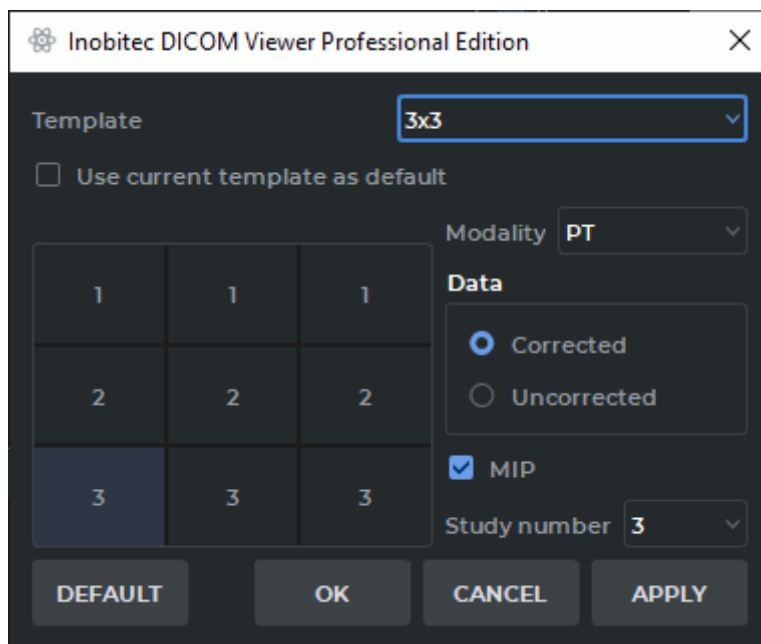 Inobitec DICOM Viewer Professional Edition
Template 3x3
Use current template as default
Modality PT
Data
1 1 1
Corrected
2 2 2
Uncorrected
MIP
3 3 3
Study number 3
DEFAULT OK CANCEL APPLY